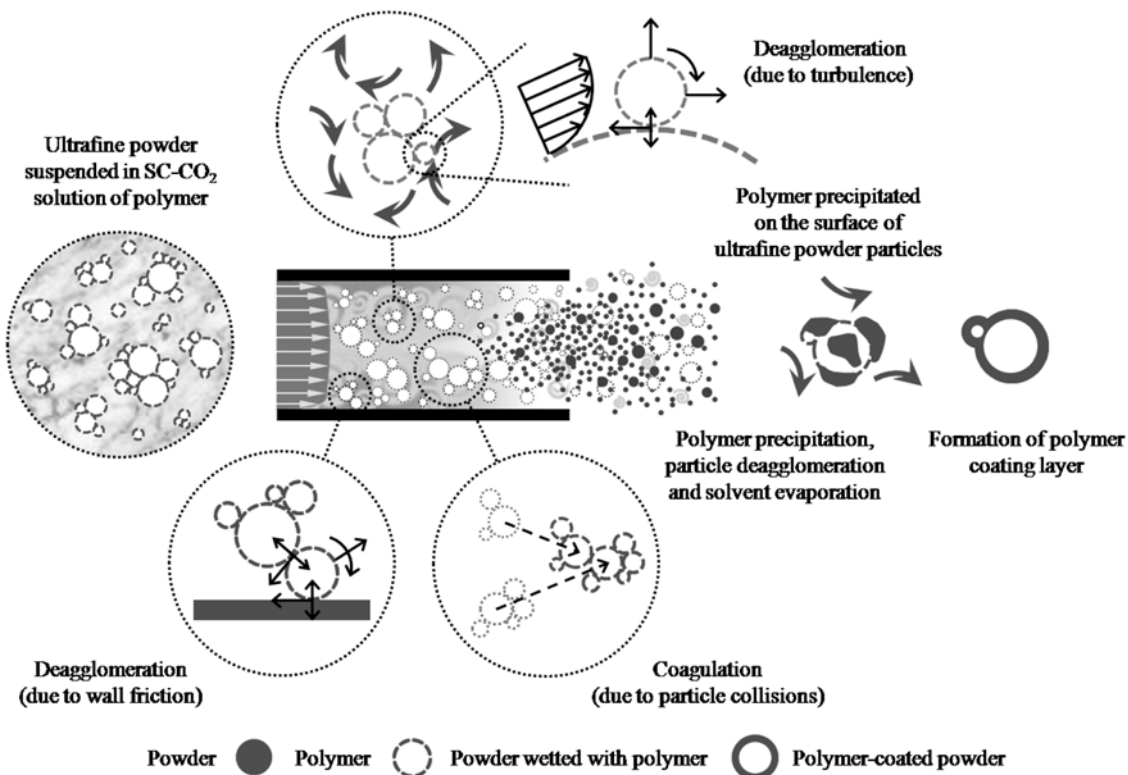 Deagglomeration
(due to turbulence)
Ultrafine powder
suspended in SC-CO₂
solution of polymer
Polymer precipitated
on the surface of
ultrafine powder particles
Polymer precipitation,
particle deagglomeration
and solvent evaporation
Formation of polymer
coating layer
Deagglomeration
(due to wall friction)
Coagulation
(due to particle collisions)
Powder Polymer Powder wetted with polymer Polymer-coated powder